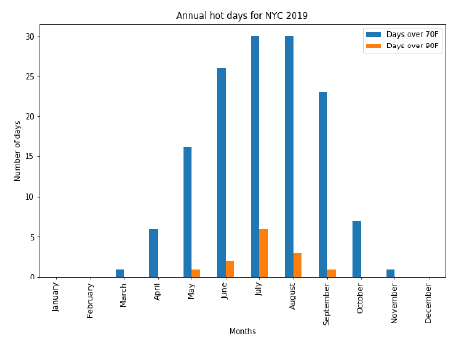 Annual hot days for NYC 2019
Days over 70F
Days over 90F
30
25
20
15
10
5
0
Number of days
January
February
March
April
May
June
July
August
September
October
November
December
Months